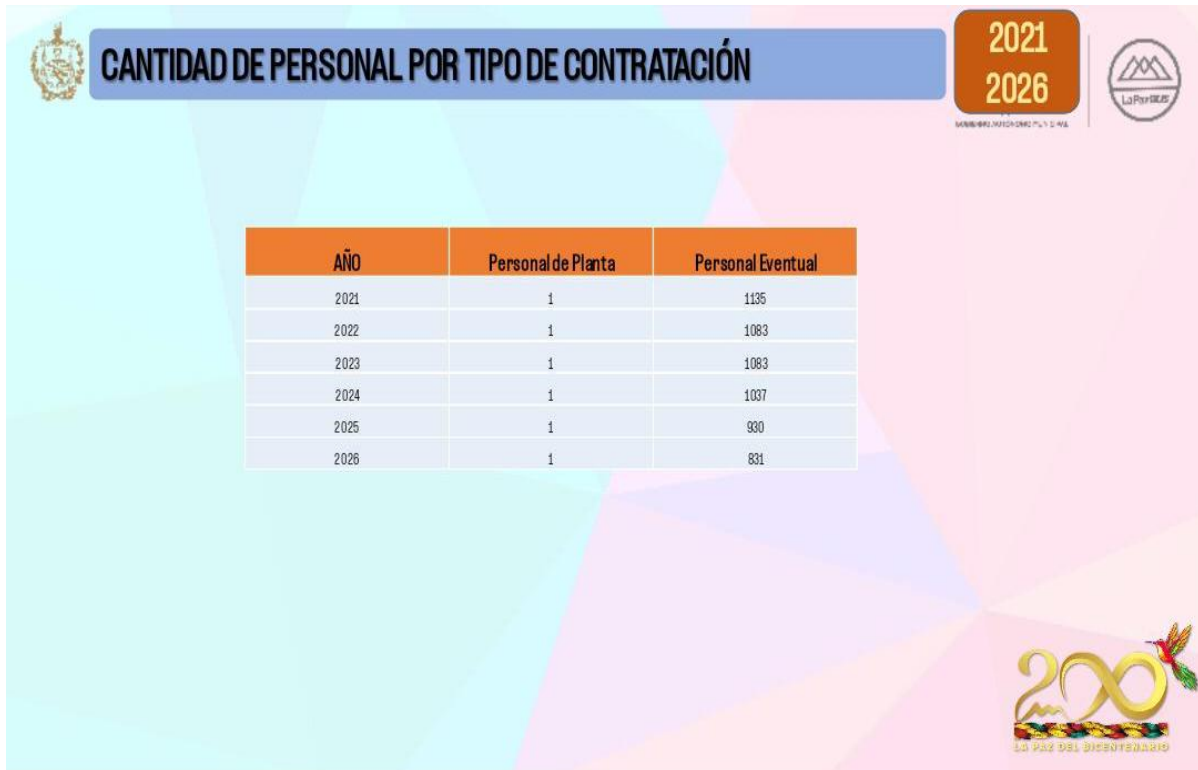 CANTIDAD DE PERSONAL POR TIPO DE CONTRATACIÓN
2021
2026
AÑO Personal de Planta Personal Eventual
2021 1 1135
2022 1 1083
2023 1 1083
2024 1 1037
2025 1 930
2026 1 831
200
LA PAZ DEL BICENTENARIO